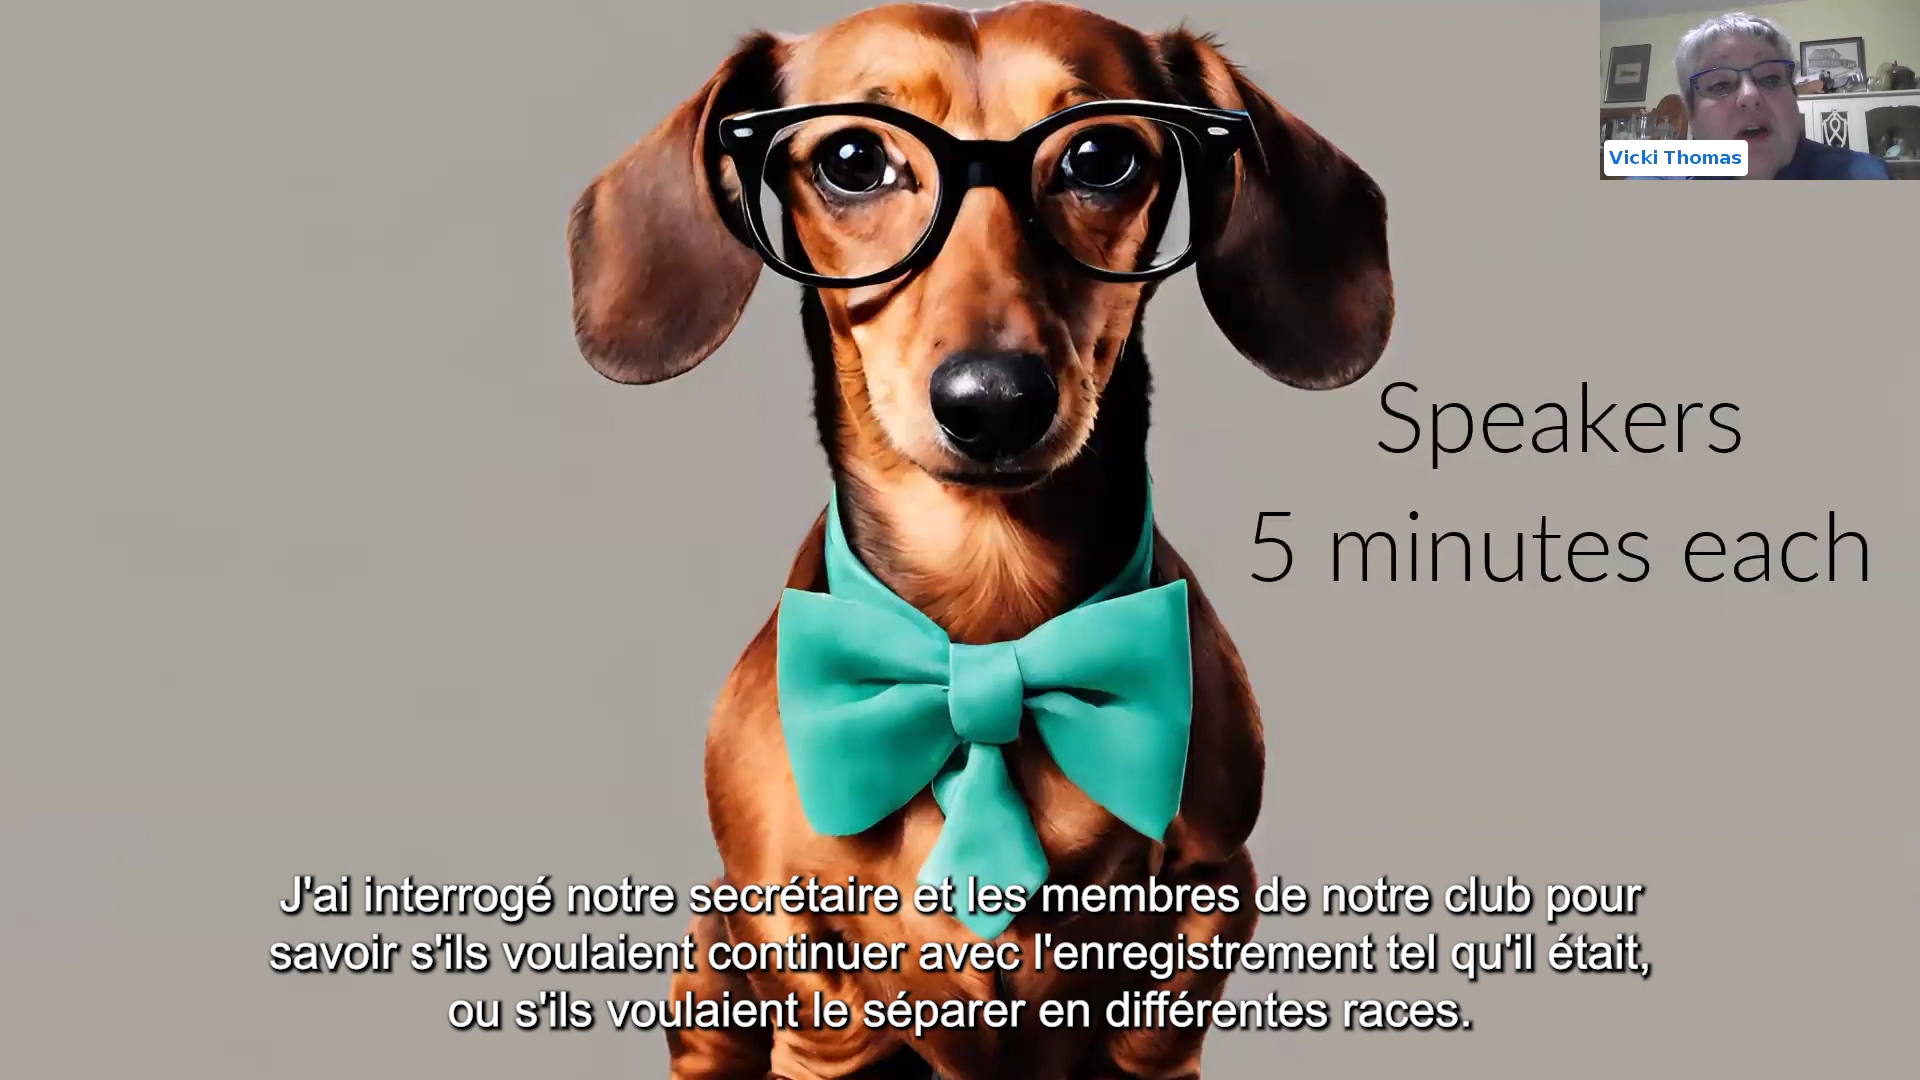 Vicki Thomas
Speakers
5 minutes each
J'ai interrogé notre secrétaire et les membres de notre club pour
savoir s'ils voulaient continuer avec l'enregistrement tel qu'il était,
ou s'ils voulaient le séparer en différentes races.